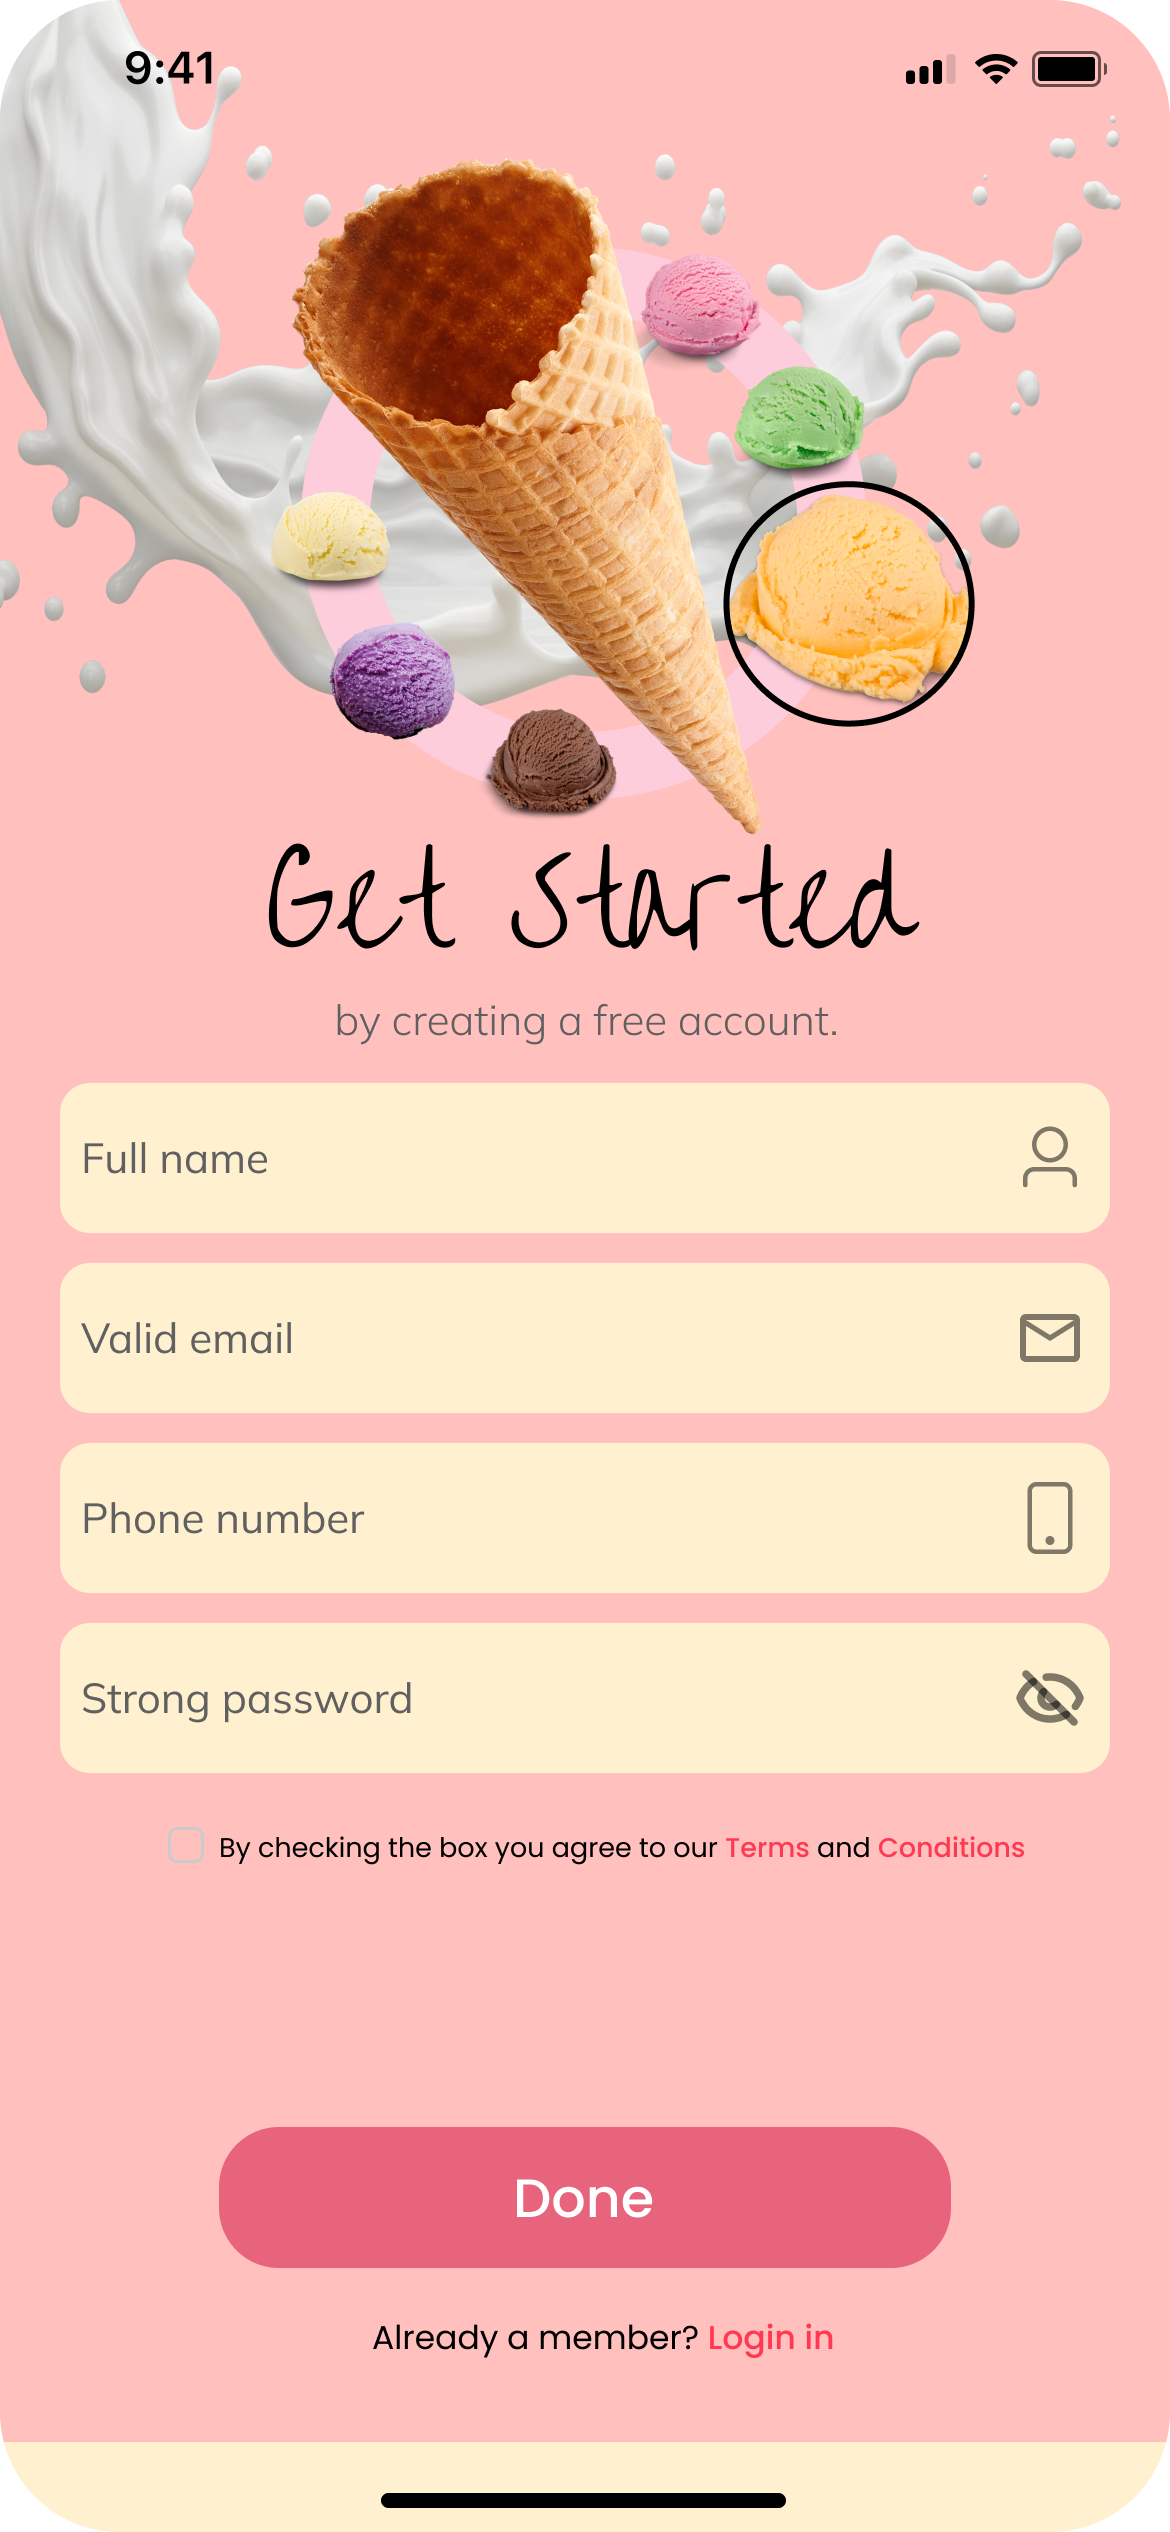 9:41
Get Started
by creating a free account.
Full name
Valid email
Phone number
Strong password
By checking the box you agree to our Terms and Conditions
Done
Already a member? Login in